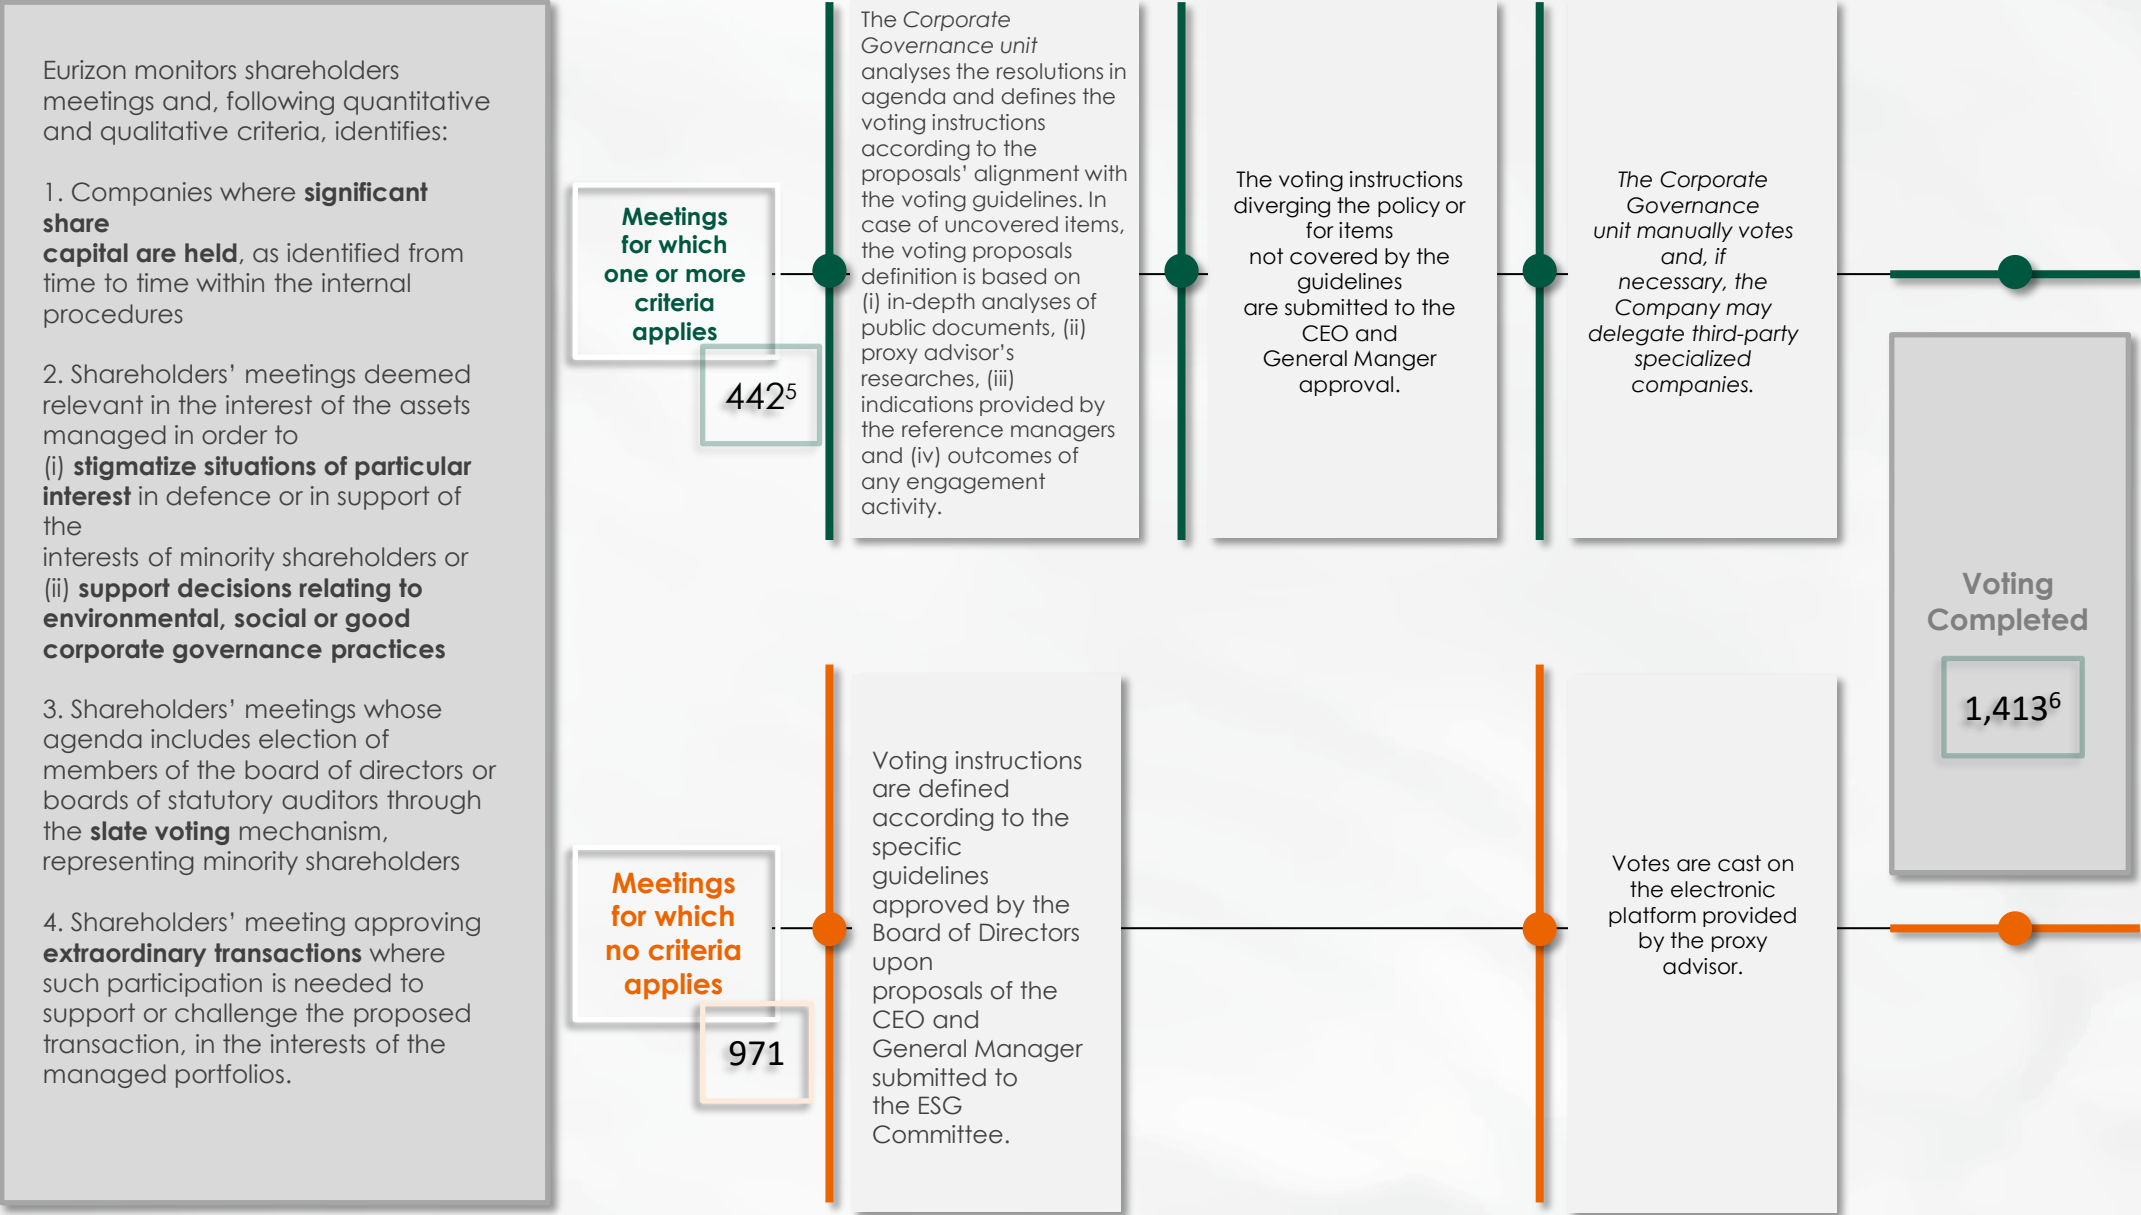 Eurizon monitors shareholders
meetings and, following quantitative
and qualitative criteria, identifies:
1. Companies where significant
share
capital are held, as identified from
time to time within the internal
procedures
2. Shareholders’ meetings deemed
relevant in the interest of the assets
managed in order to
(i) stigmatize situations of particular
interest in defence or in support of
the
interests of minority shareholders or
(ii) support decisions relating to
environmental, social or good
corporate governance practices
3. Shareholders’ meetings whose
agenda includes election of
members of the board of directors or
boards of statutory auditors through
the slate voting mechanism,
representing minority shareholders
4. Shareholders’ meeting approving
extraordinary transactions where
such participation is needed to
support or challenge the proposed
transaction, in the interests of the
managed portfolios.
Meetings
for which
one or more
criteria
applies
442⁵
The Corporate
Governance unit
analyses the resolutions in
agenda and defines the
voting instructions
according to the
proposals’ alignment with
the voting guidelines. In
case of uncovered items,
the voting proposals
definition is based on
(i) in-depth analyses of
public documents, (ii)
proxy advisor’s
researches, (iii)
indications provided by
the reference managers
and (iv) outcomes of
any engagement
activity.
The voting instructions
diverging the policy or
for items
not covered by the
guidelines
are submitted to the
CEO and
General Manger
approval.
The Corporate
Governance
unit manually votes
and, if
necessary, the
Company may
delegate third-party
specialized
companies.
Meetings
for which
no criteria
applies
971
Voting instructions
are defined
according to the
specific
guidelines
approved by the
Board of Directors
upon
proposals of the
CEO and
General Manager
submitted to
the ESG
Committee.
Votes are cast on
the electronic
platform provided
by the proxy
advisor.
Voting
Completed
1,413⁶